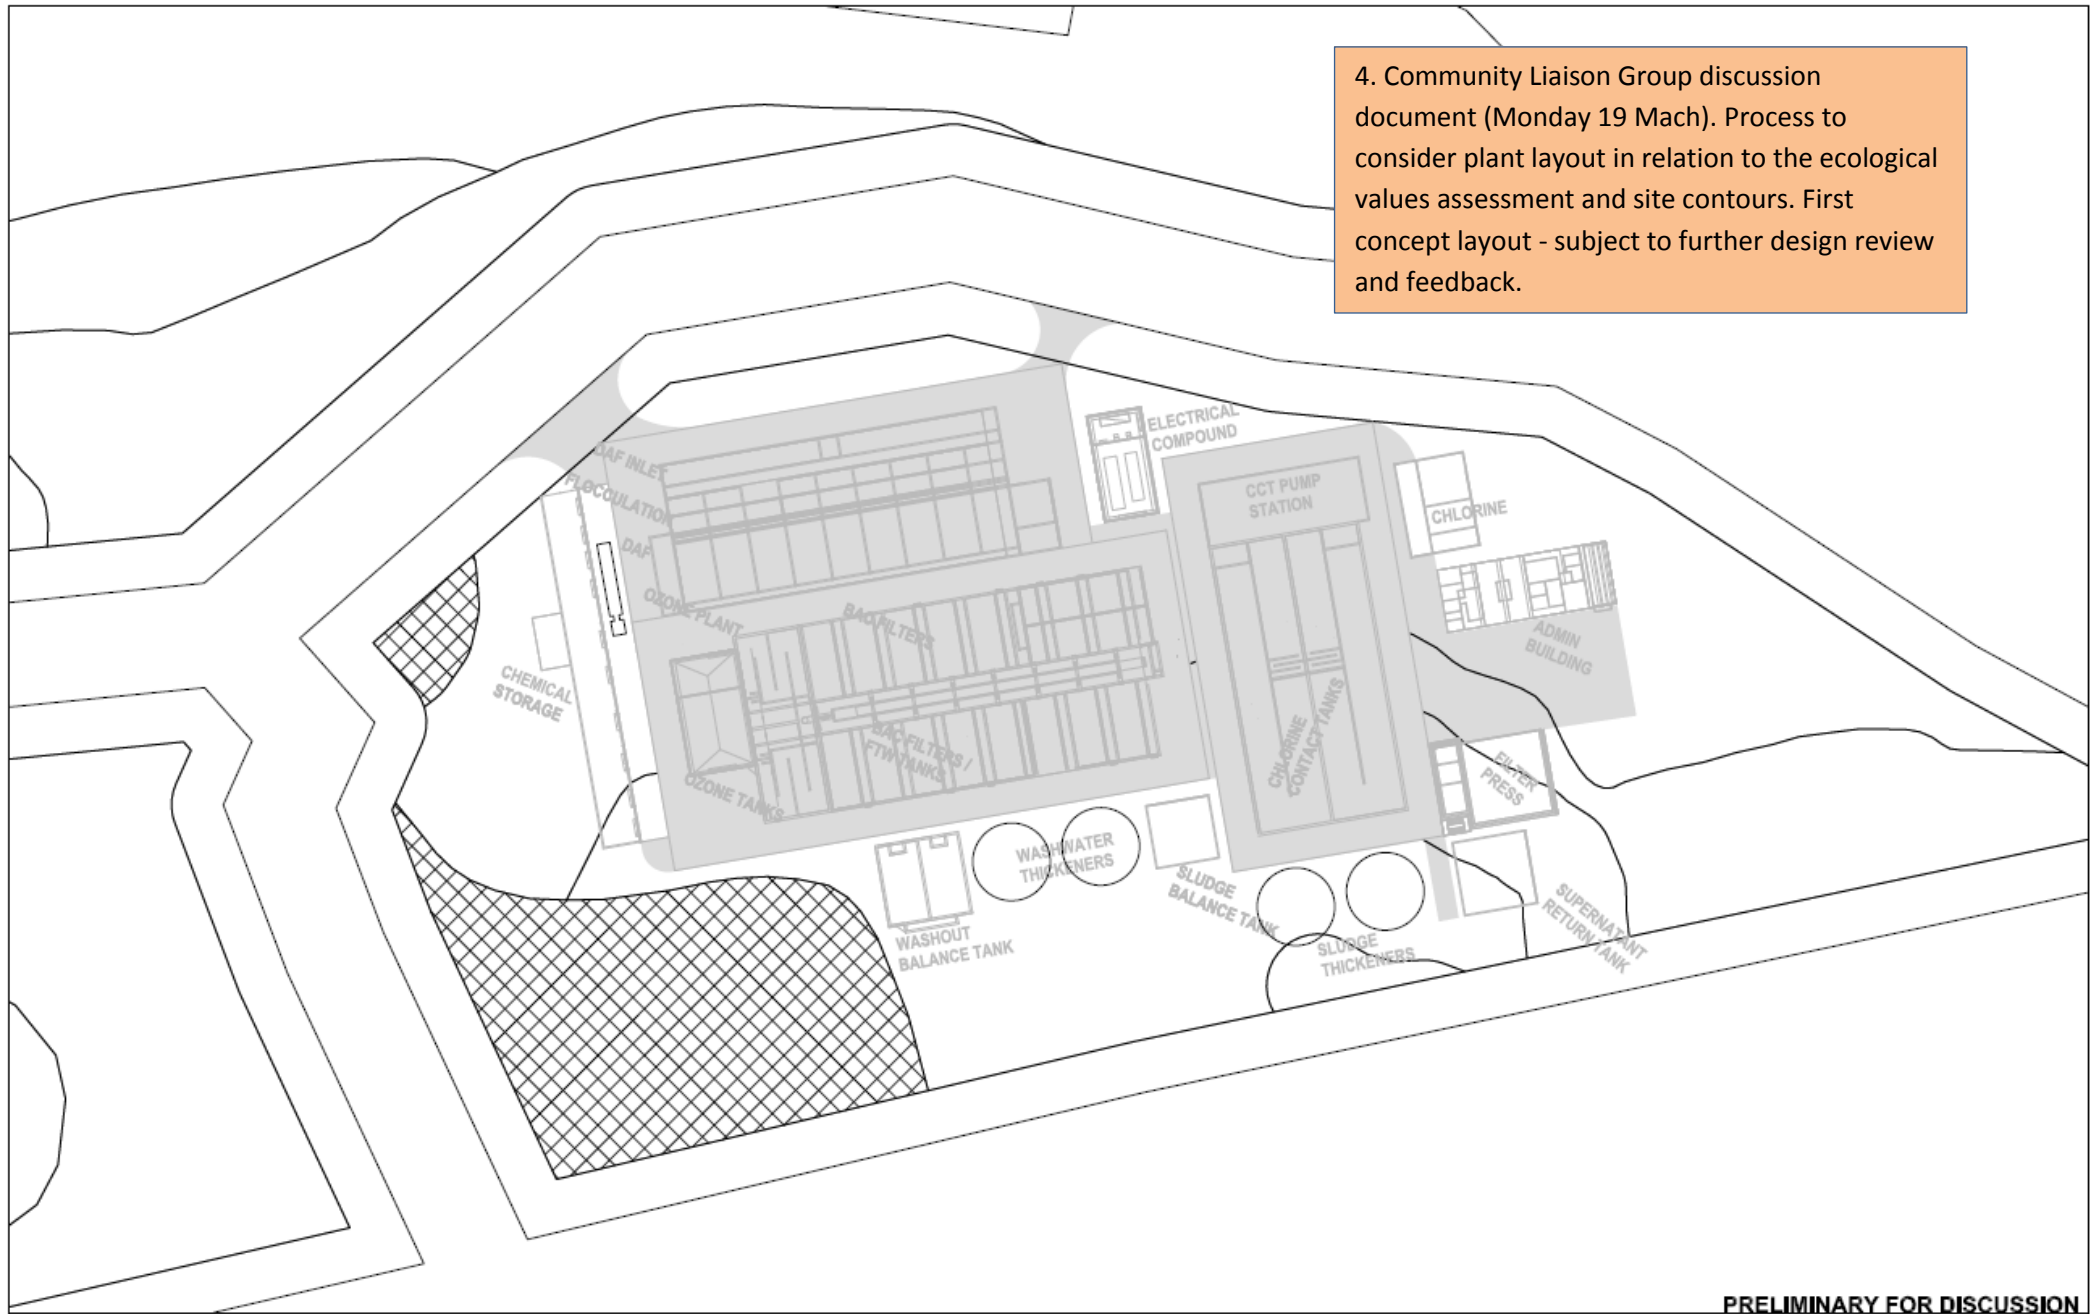 4. Community Liaison Group discussion
document (Monday 19 Mach). Process to
consider plant layout in relation to the ecological
values assessment and site contours. First
concept layout - subject to further design review
and feedback.
ELECTRICAL
COMPOUND
DAF INLET
FLOCCULATION
DAF
CCT PUMP
STATION
CHLORINE
OZONE PLANT
BAC FILTERS
ADMIN
BUILDING
CHEMICAL
STORAGE
BAC FILTERS /
FTW TANKS
OZONE TANKS
CHLORINE
CONTACT TANKS
FILTER
PRESS
WASHWATER
THICKENERS
SLUDGE
BALANCE TANK
WASHOUT
BALANCE TANK
SLUDGE
THICKENERS
SUPERNATANT
RETURN TANK
PRELIMINARY FOR DISCUSSION